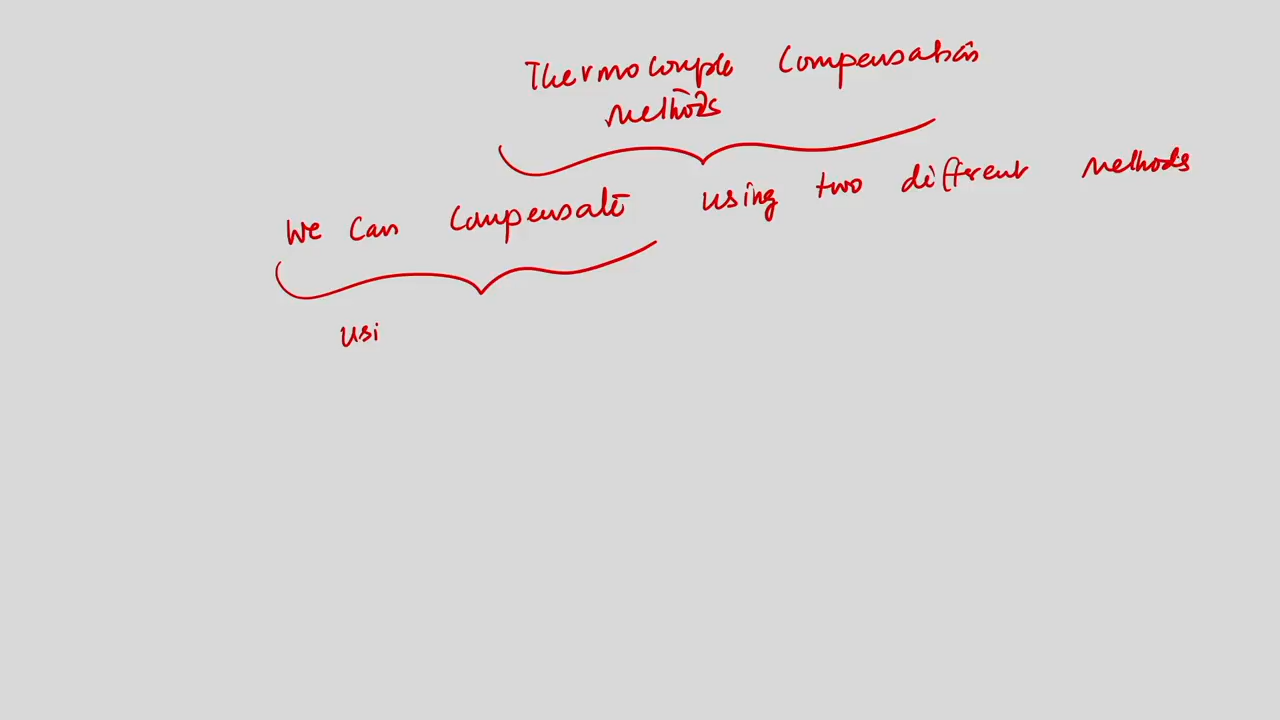 Thermocouple Compensation
Methods
We Can Compensate using two different Methods
usi